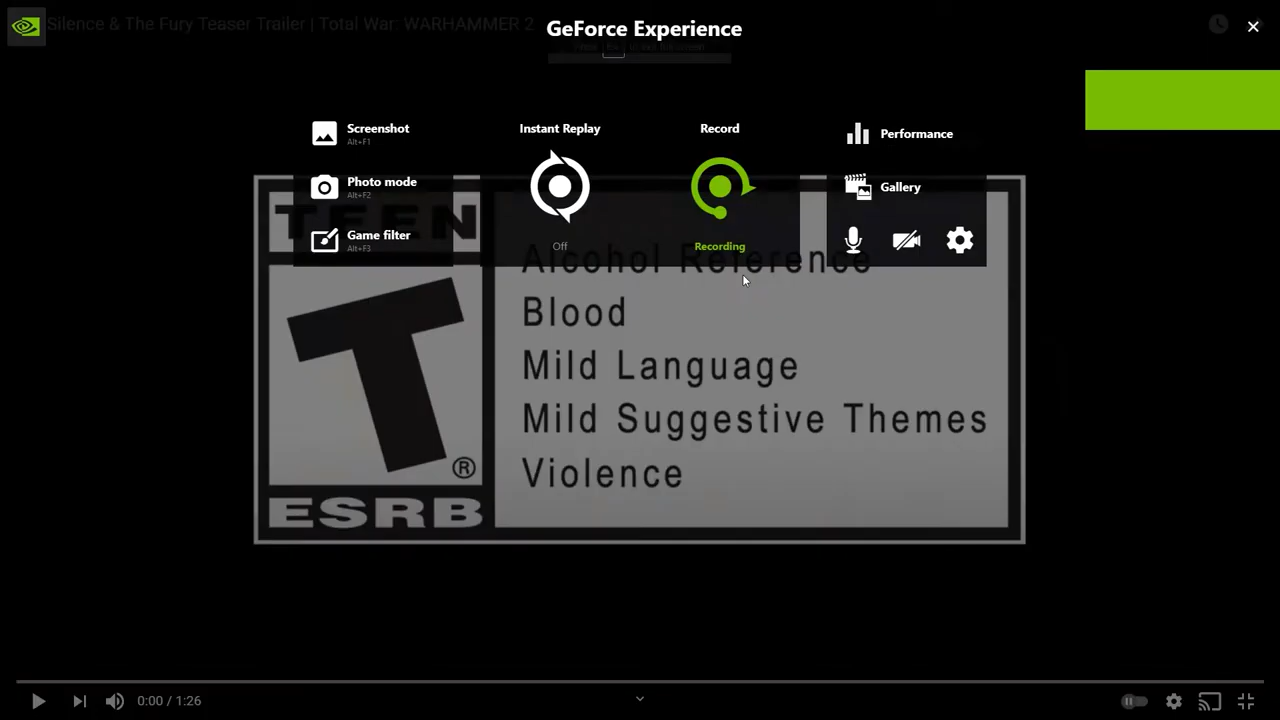 Silence & The Fury Teaser Trailer | Total War: WARHAMMER 2
GeForce Experience
Screenshot
Alt+F1
Instant Replay
Record
Performance
Photo mode
Alt+F2
Gallery
Game filter
Alt+F3
Off
Recording
TEEN
T
®
ESRB
Alcohol Reference
Blood
Mild Language
Mild Suggestive Themes
Violence
0:00 / 1:26